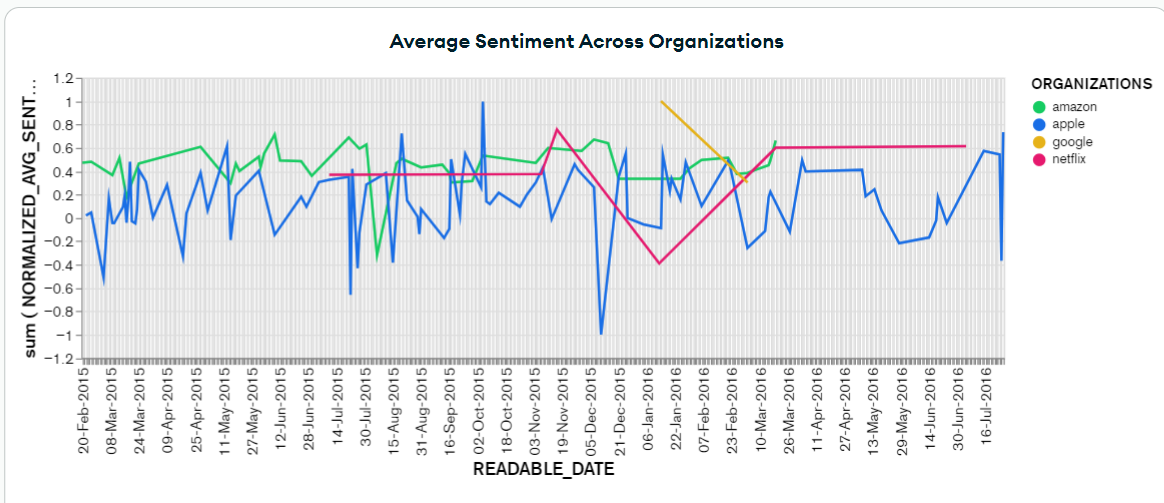 Average Sentiment Across Organizations
sum ( NORMALIZED_AVG_SENT...
1.2
1
0.8
0.6
0.4
0.2
0
−0.2
−0.4
−0.6
−0.8
−1
−1.2
20-Feb-2015
08-Mar-2015
24-Mar-2015
09-Apr-2015
25-Apr-2015
11-May-2015
27-May-2015
12-Jun-2015
28-Jun-2015
14-Jul-2015
30-Jul-2015
15-Aug-2015
31-Aug-2015
16-Sep-2015
02-Oct-2015
18-Oct-2015
03-Nov-2015
19-Nov-2015
05-Dec-2015
21-Dec-2015
06-Jan-2016
22-Jan-2016
07-Feb-2016
23-Feb-2016
10-Mar-2016
26-Mar-2016
11-Apr-2016
27-Apr-2016
13-May-2016
29-May-2016
14-Jun-2016
30-Jun-2016
16-Jul-2016
READABLE_DATE
ORGANIZATIONS
amazon
apple
google
netflix